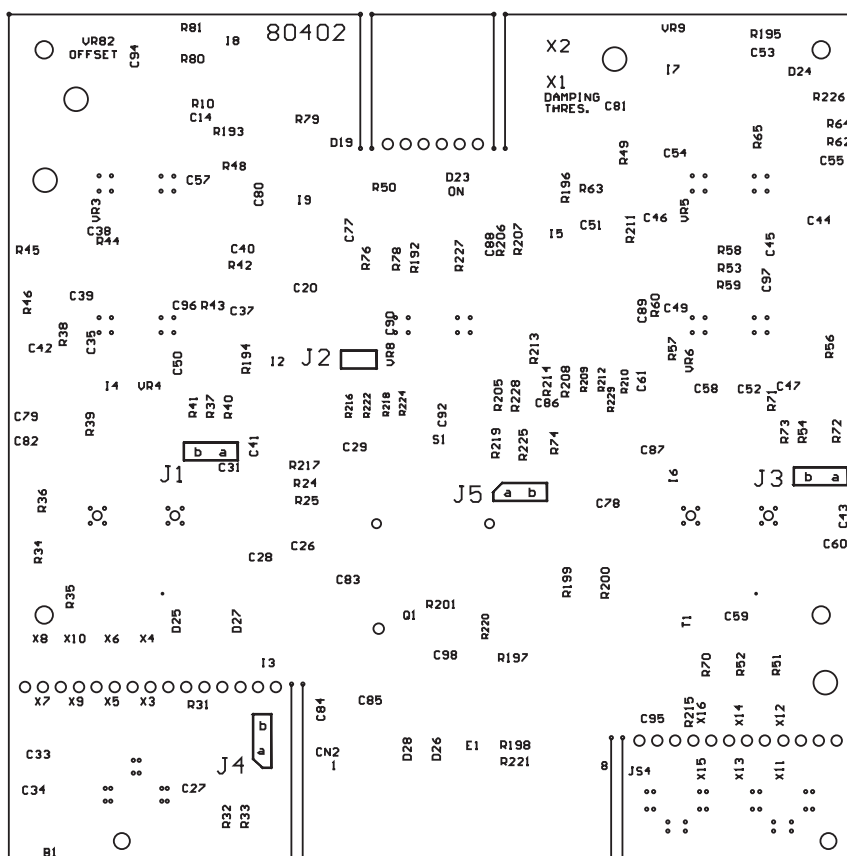 R81
I8
80402
VR9
R195
VR82
OFFSET
C94
R80
X2
C53
I7
D24
X1
DAMPING
THRES.
C81
R226
R10
C14
R193
R79
R64
R65
R62
D19
R49
C54
C55
R48
C57
C80
I9
R50
D23
ON
R196
R63
VR3
C38
R44
C77
C88
R206
R207
I5
C51
R211
C46
VR5
C44
R45
C40
R42
R76
R78
R192
R227
R58
R53
R59
C45
C97
C20
R46
C39
C96
R43
C37
C90
C89
R60
C49
R38
C42
C35
C50
R194
I2
J2
VR8
R213
R57
VR6
R56
I4
VR4
R214
R208
R209
R212
R210
C61
C58
C52
C47
R41
R37
R40
R216
R222
R218
R224
R205
R228
C86
R229
R71
C79
R39
C92
C82
C41
C29
S1
R219
R225
R74
C87
R73
R54
R72
b a
J1
C31
R217
R24
R25
J5
a b
I6
J3
b a
R36
C78
C43
C60
R34
C28
C26
C83
R199
R200
R35
D25
D27
Q1
R201
R220
T1
C59
X8
X10
X6
X4
I3
C98
R197
R70
R52
R51
X7
X9
X5
X3
R31
C84
C85
C95
R215
X16
X14
X12
b
a
J4
C33
CN2
1
D28
D26
E1
R198
R221
8
JS4
X15
X13
X11
C34
C27
R32
R33
B1